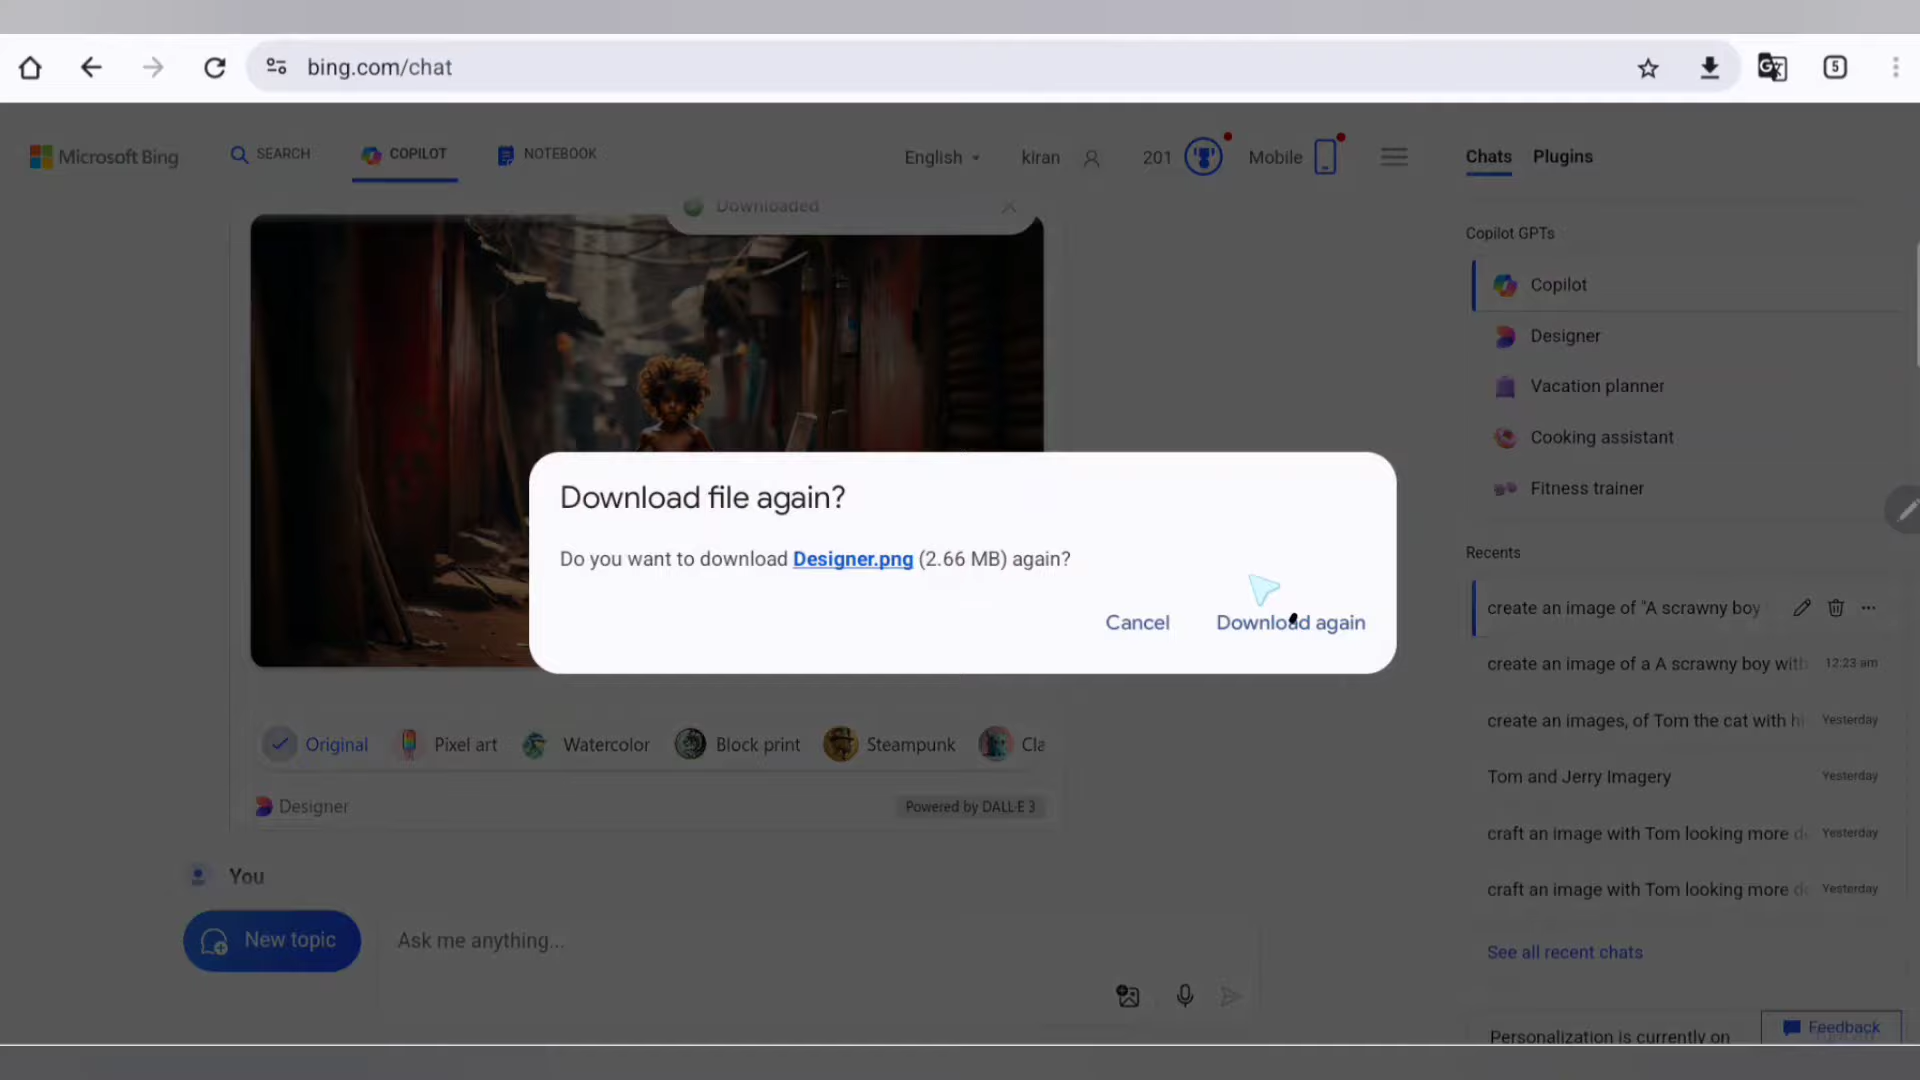 bing.com/chat
5
Microsoft Bing
SEARCH
COPILOT
NOTEBOOK
English
kiran
201
Mobile
Chats
Plugins
Downloaded
Copilot GPTs
Copilot
Designer
Vacation planner
Cooking assistant
Fitness trainer
Download file again?
Do you want to download Designer.png (2.66 MB) again?
Cancel
Download again
Recents
create an image of "A scrawny boy
create an image of a A scrawny boy with 12:23 am
create an images, of Tom the cat with hi Yesterday
Tom and Jerry Imagery Yesterday
craft an image with Tom looking more d Yesterday
craft an image with Tom looking more d Yesterday
See all recent chats
Original
Pixel art
Watercolor
Block print
Steampunk
Cla
Designer
Powered by DALL·E 3
You
New topic
Ask me anything...
Personalization is currently on
Feedback